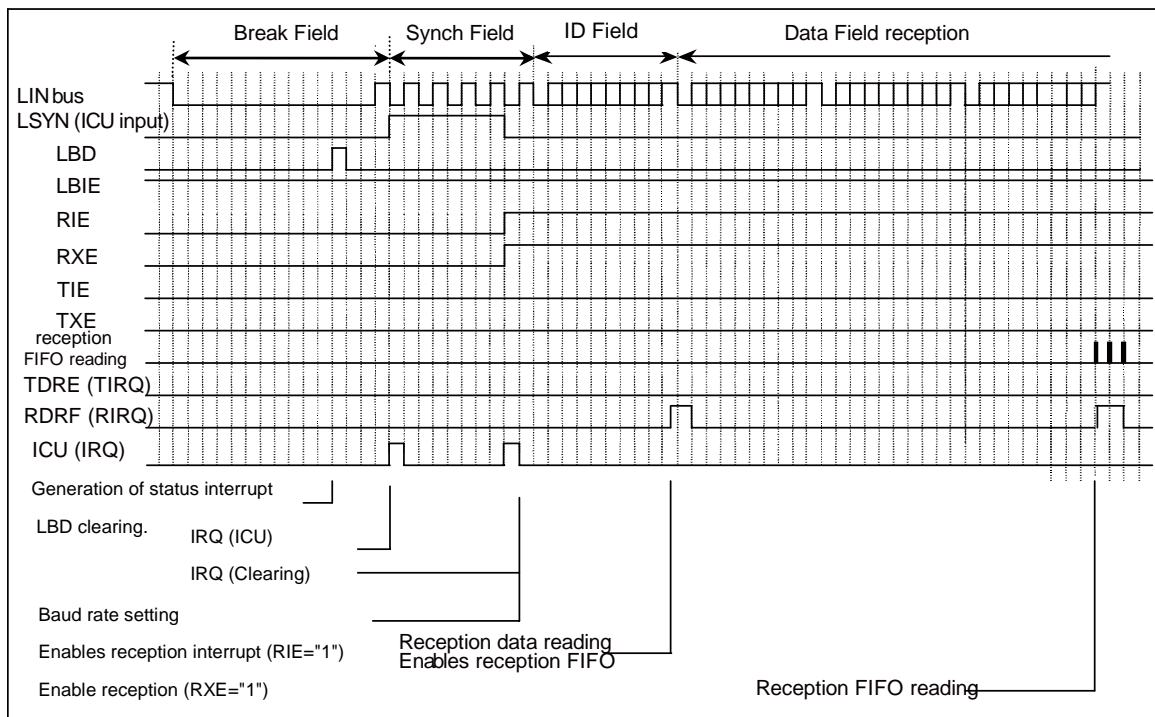 Break Field Synch Field ID Field Data Field reception
LIN bus
LSYN (ICU input)
LBD
LBIE
RIE
RXE
TIE
TXE
reception
FIFO reading
TDRE (TIRQ)
RDRF (RIRQ)
ICU (IRQ)
Generation of status interrupt
LBD clearing.
IRQ (ICU)
IRQ (Clearing)
Baud rate setting
Enables reception interrupt (RIE="1")
Reception data reading
Enables reception FIFO
Enable reception (RXE="1")
Reception FIFO reading